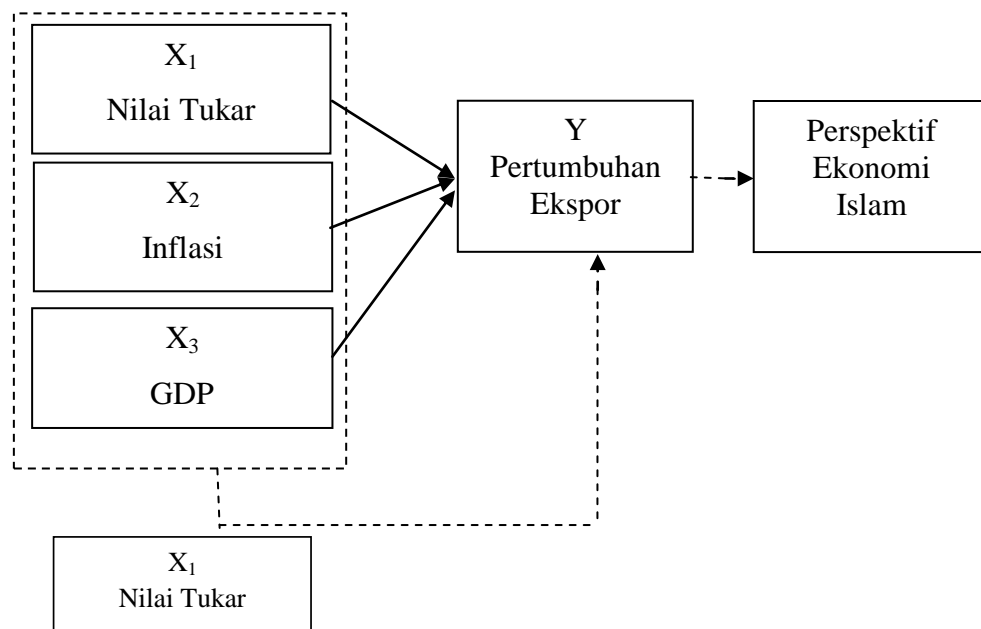 X₁
Nilai Tukar
X₂
Inflasi
X₃
GDP
Y
Pertumbuhan
Ekspor
Perspektif
Ekonomi
Islam
X₁
Nilai Tukar